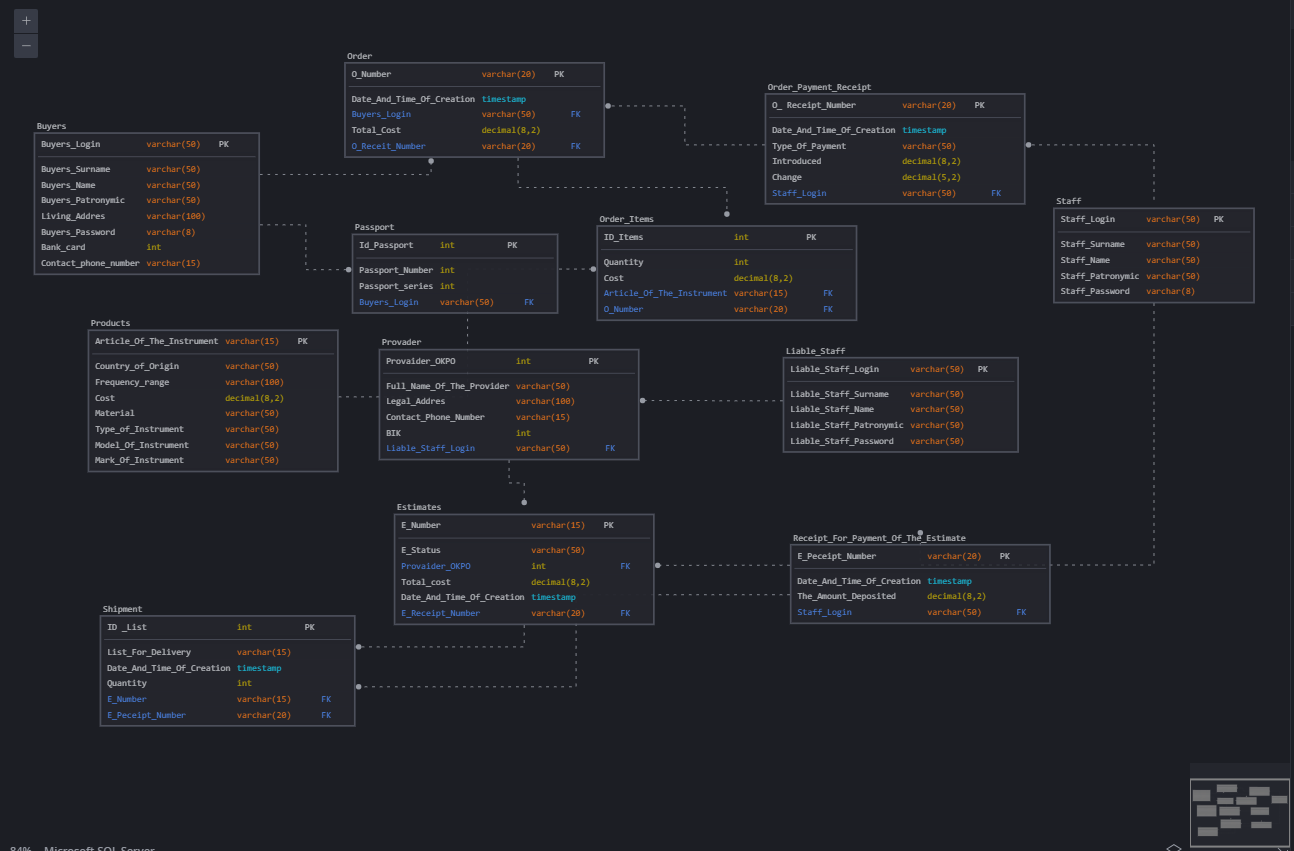 +
−
Order
O_Number varchar(20) PK
Date_And_Time_Of_Creation timestamp
Buyers_Login varchar(50) FK
Total_Cost decimal(8,2)
O_Receit_Number varchar(20) FK
Order_Payment_Receipt
O_ Receipt_Number varchar(20) PK
Date_And_Time_Of_Creation timestamp
Type_Of_Payment varchar(50)
Introduced decimal(8,2)
Change decimal(5,2)
Staff_Login varchar(50) FK
Buyers
Buyers_Login varchar(50) PK
Buyers_Surname varchar(50)
Buyers_Name varchar(50)
Buyers_Patronymic varchar(50)
Living_Addres varchar(100)
Buyers_Password varchar(8)
Bank_card int
Contact_phone_number varchar(15)
Staff
Staff_Login varchar(50) PK
Staff_Surname varchar(50)
Staff_Name varchar(50)
Staff_Patronymic varchar(50)
Staff_Password varchar(8)
Passport
Id_Passport int PK
Passport_Number int
Passport_series int
Buyers_Login varchar(50) FK
Order_Items
ID_Items int PK
Quantity int
Cost decimal(8,2)
Article_Of_The_Instrument varchar(15) FK
O_Number varchar(20) FK
Products
Article_Of_The_Instrument varchar(15) PK
Country_of_Origin varchar(50)
Frequency_range varchar(100)
Cost decimal(8,2)
Material varchar(50)
Type_of_Instrument varchar(50)
Model_Of_Instrument varchar(50)
Mark_Of_Instrument varchar(50)
Provader
Provaider_OKPO int PK
Full_Name_Of_The_Provider varchar(50)
Legal_Addres varchar(100)
Contact_Phone_Number varchar(15)
BIK int
Liable_Staff_Login varchar(50) FK
Liable_Staff
Liable_Staff_Login varchar(50) PK
Liable_Staff_Surname varchar(50)
Liable_Staff_Name varchar(50)
Liable_Staff_Patronymic varchar(50)
Liable_Staff_Password varchar(50)
Estimates
E_Number varchar(15) PK
E_Status varchar(50)
Provaider_OKPO int FK
Total_cost decimal(8,2)
Date_And_Time_Of_Creation timestamp
E_Receipt_Number varchar(20) FK
Receipt_For_Payment_Of_The_Estimate
E_Peceipt_Number varchar(20) PK
Date_And_Time_Of_Creation timestamp
The_Amount_Deposited decimal(8,2)
Staff_Login varchar(50) FK
Shipment
ID _List int PK
List_For_Delivery varchar(15)
Date_And_Time_Of_Creation timestamp
Quantity int
E_Number varchar(15) FK
E_Peceipt_Number varchar(20) FK
84% Microsoft SQL Server